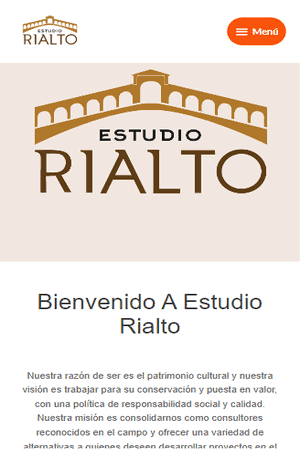 ESTUDIO
RIALTO
Menú
ESTUDIO
RIALTO
Bienvenido A Estudio
Rialto
Nuestra razón de ser es el patrimonio cultural y nuestra
visión es trabajar para su conservación y puesta en valor,
con una política de responsabilidad social y calidad.
Nuestra misión es consolidarnos como consultores
reconocidos en el campo y ofrecer una variedad de
alternativas a quienes deseen desarrollar proyectos en el